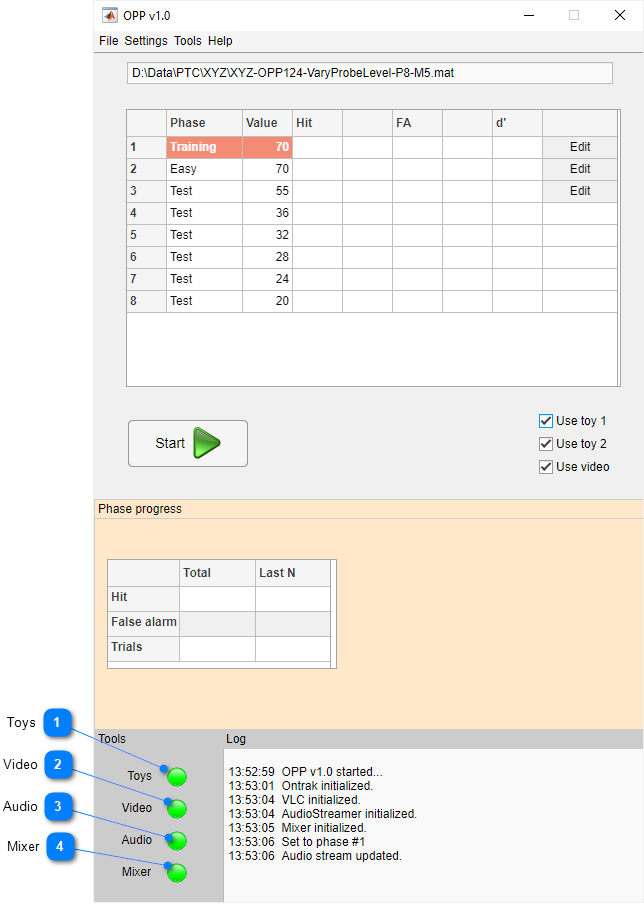 OPP v1.0
File Settings Tools Help
D:\Data\PTC\XYZ\XYZ-OPP124-VaryProbeLevel-P8-M5.mat
Phase Value Hit FA d'
1 Training 70 Edit
2 Easy 70 Edit
3 Test 55 Edit
4 Test 36
5 Test 32
6 Test 28
7 Test 24
8 Test 20
Start
Use toy 1
Use toy 2
Use video
Phase progress
Total Last N
Hit
False alarm
Trials
Toys 1
Video 2
Audio 3
Mixer 4
Tools
Toys
Video
Audio
Mixer
Log
13:52:59 OPP v1.0 started...
13:53:01 Ontrak initialized.
13:53:04 VLC initialized.
13:53:04 AudioStreamer initialized.
13:53:05 Mixer initialized.
13:53:06 Set to phase #1
13:53:06 Audio stream updated.